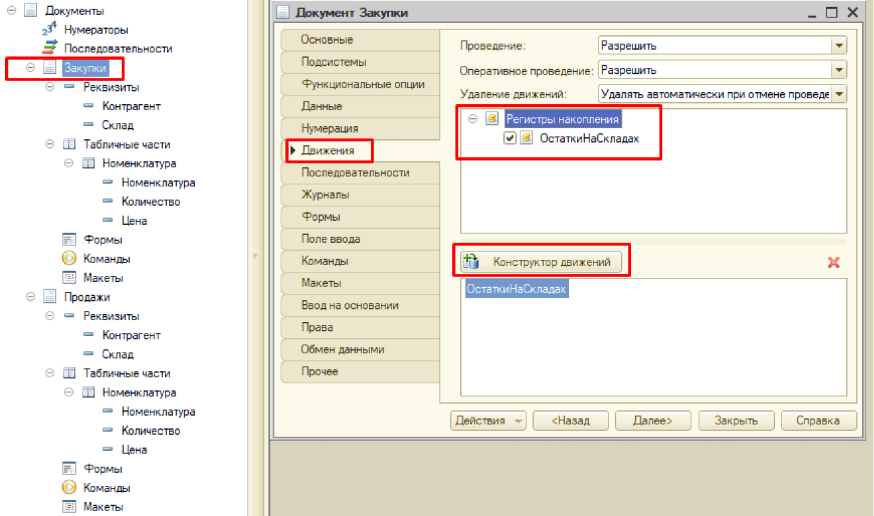 Документы
Нумераторы
Последовательности
Закупки
Реквизиты
Контрагент
Склад
Табличные части
Номенклатура
Номенклатура
Количество
Цена
Формы
Команды
Макеты
Продажи
Реквизиты
Контрагент
Склад
Табличные части
Номенклатура
Номенклатура
Количество
Цена
Формы
Команды
Макеты
Документ Закупки
Основные
Подсистемы
Функциональные опции
Данные
Нумерация
Движения
Последовательности
Журналы
Формы
Поле ввода
Команды
Макеты
Ввод на основании
Права
Обмен данными
Прочее
Проведение: Разрешить
Оперативное проведение: Разрешить
Удаление движений: Удалять автоматически при отмене проведе
Регистры накопления
ОстаткиНаСкладах
Конструктор движений
ОстаткиНаСкладах
Действия <Назад Далее> Закрыть Справка